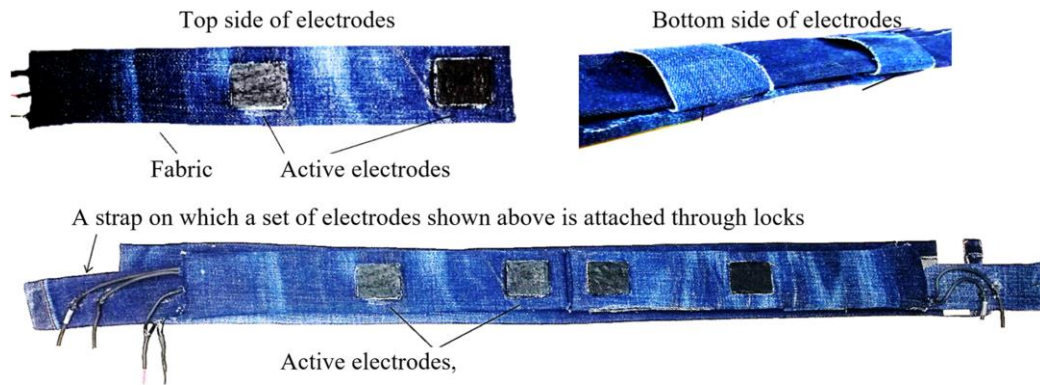 Top side of electrodes
Bottom side of electrodes
Fabric
Active electrodes
A strap on which a set of electrodes shown above is attached through locks
Active electrodes,